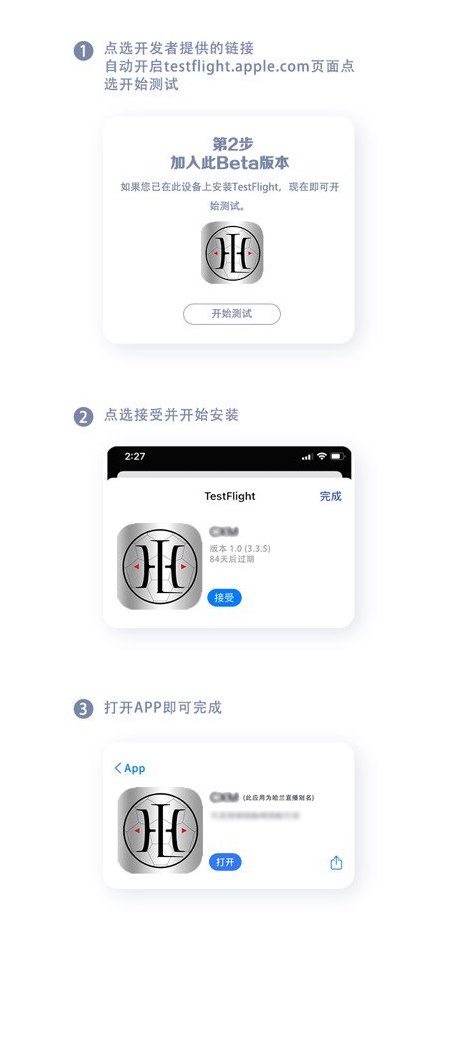 1 点选开发者提供的链接
自动开启testflight.apple.com页面点
选开始测试
第2步
加入此Beta版本
如果您已在此设备上安装TestFlight，现在即可开
始测试。
开始测试
2 点选接受并开始安装
2:27
TestFlight 完成
CXM
版本 1.0 (3.3.5)
84天后过期
接受
3 打开APP即可完成
App
CXM (此应用为哈兰直播别名)
打开